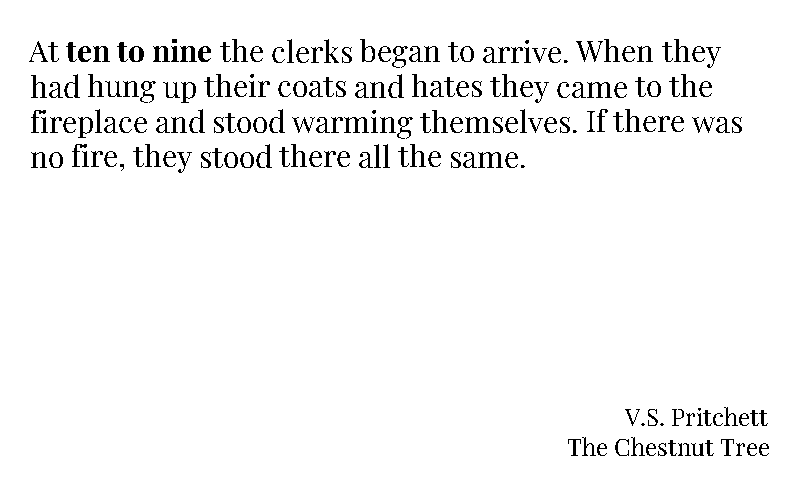 At ten to nine the clerks began to arrive. When they
had hung up their coats and hates they came to the
fireplace and stood warming themselves. If there was
no fire, they stood there all the same.
V.S. Pritchett
The Chestnut Tree